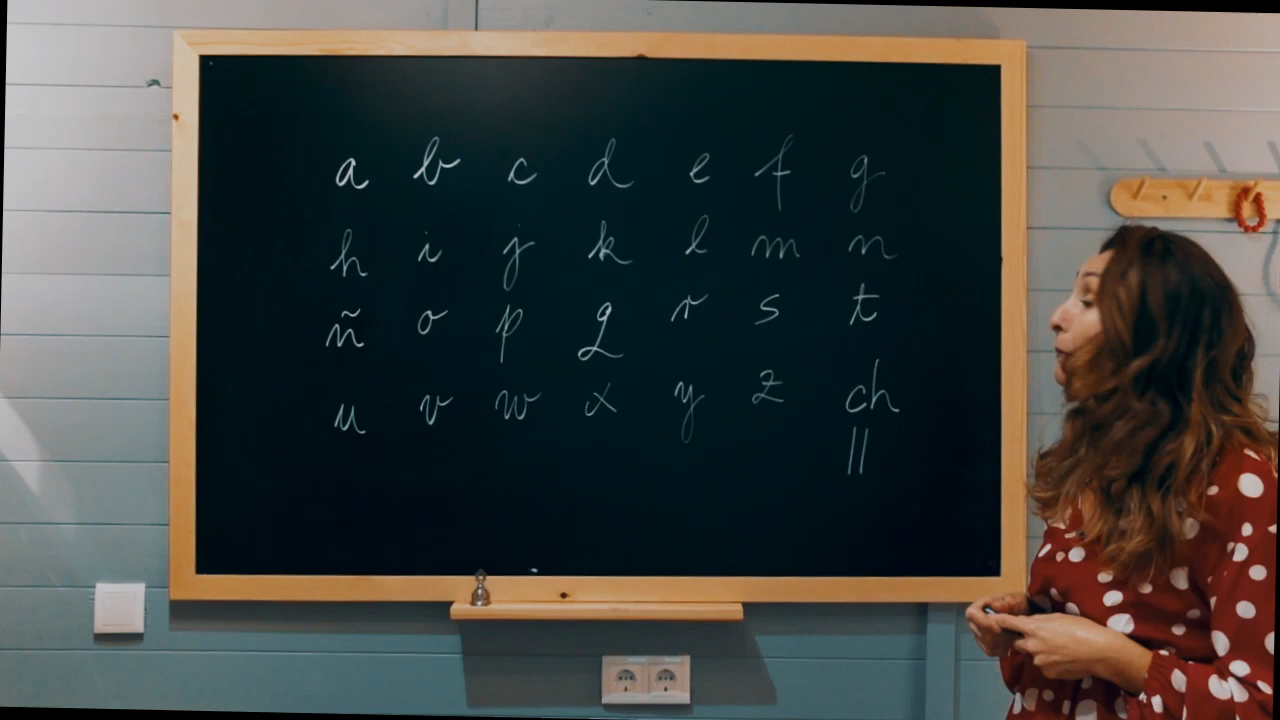 a b c d e f g
h i j k l m n
ñ o p q r s t
u v w x y z ch
ll